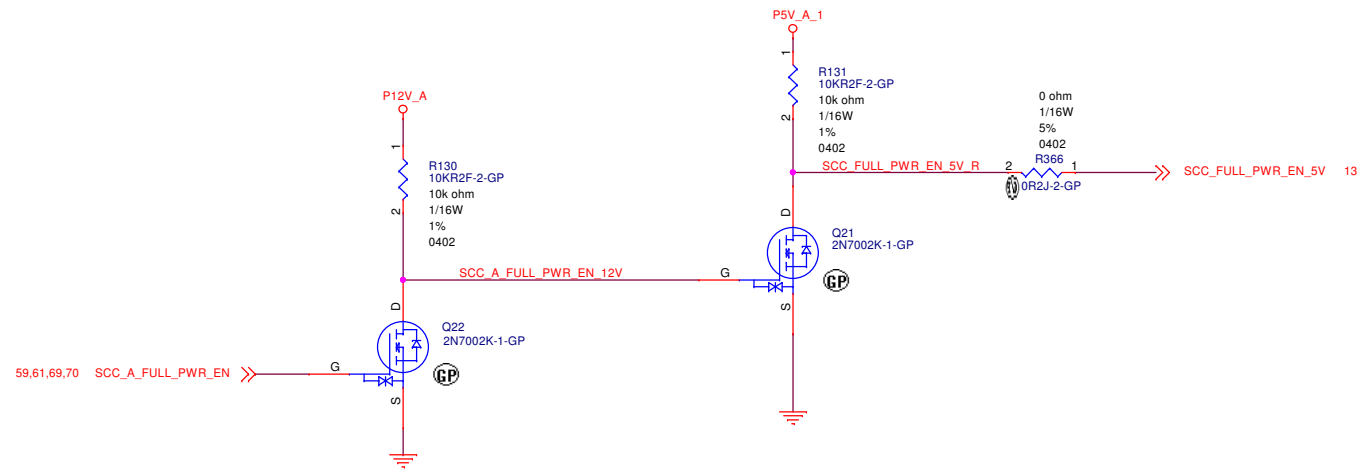 P5V_A_1
1
R131
10KR2F-2-GP
10k ohm
1/16W
1%
0402
2
P12V_A
1
R130
10KR2F-2-GP
10k ohm
1/16W
1%
0402
2
0 ohm
1/16W
5%
0402
R366
SCC_FULL_PWR_EN_5V_R
2
1
0R2J-2-GP
SCC_FULL_PWR_EN_5V 13
D
Q21
2N7002K-1-GP
G
S
GP
SCC_A_FULL_PWR_EN_12V
D
Q22
2N7002K-1-GP
G
S
GP
59,61,69,70 SCC_A_FULL_PWR_EN